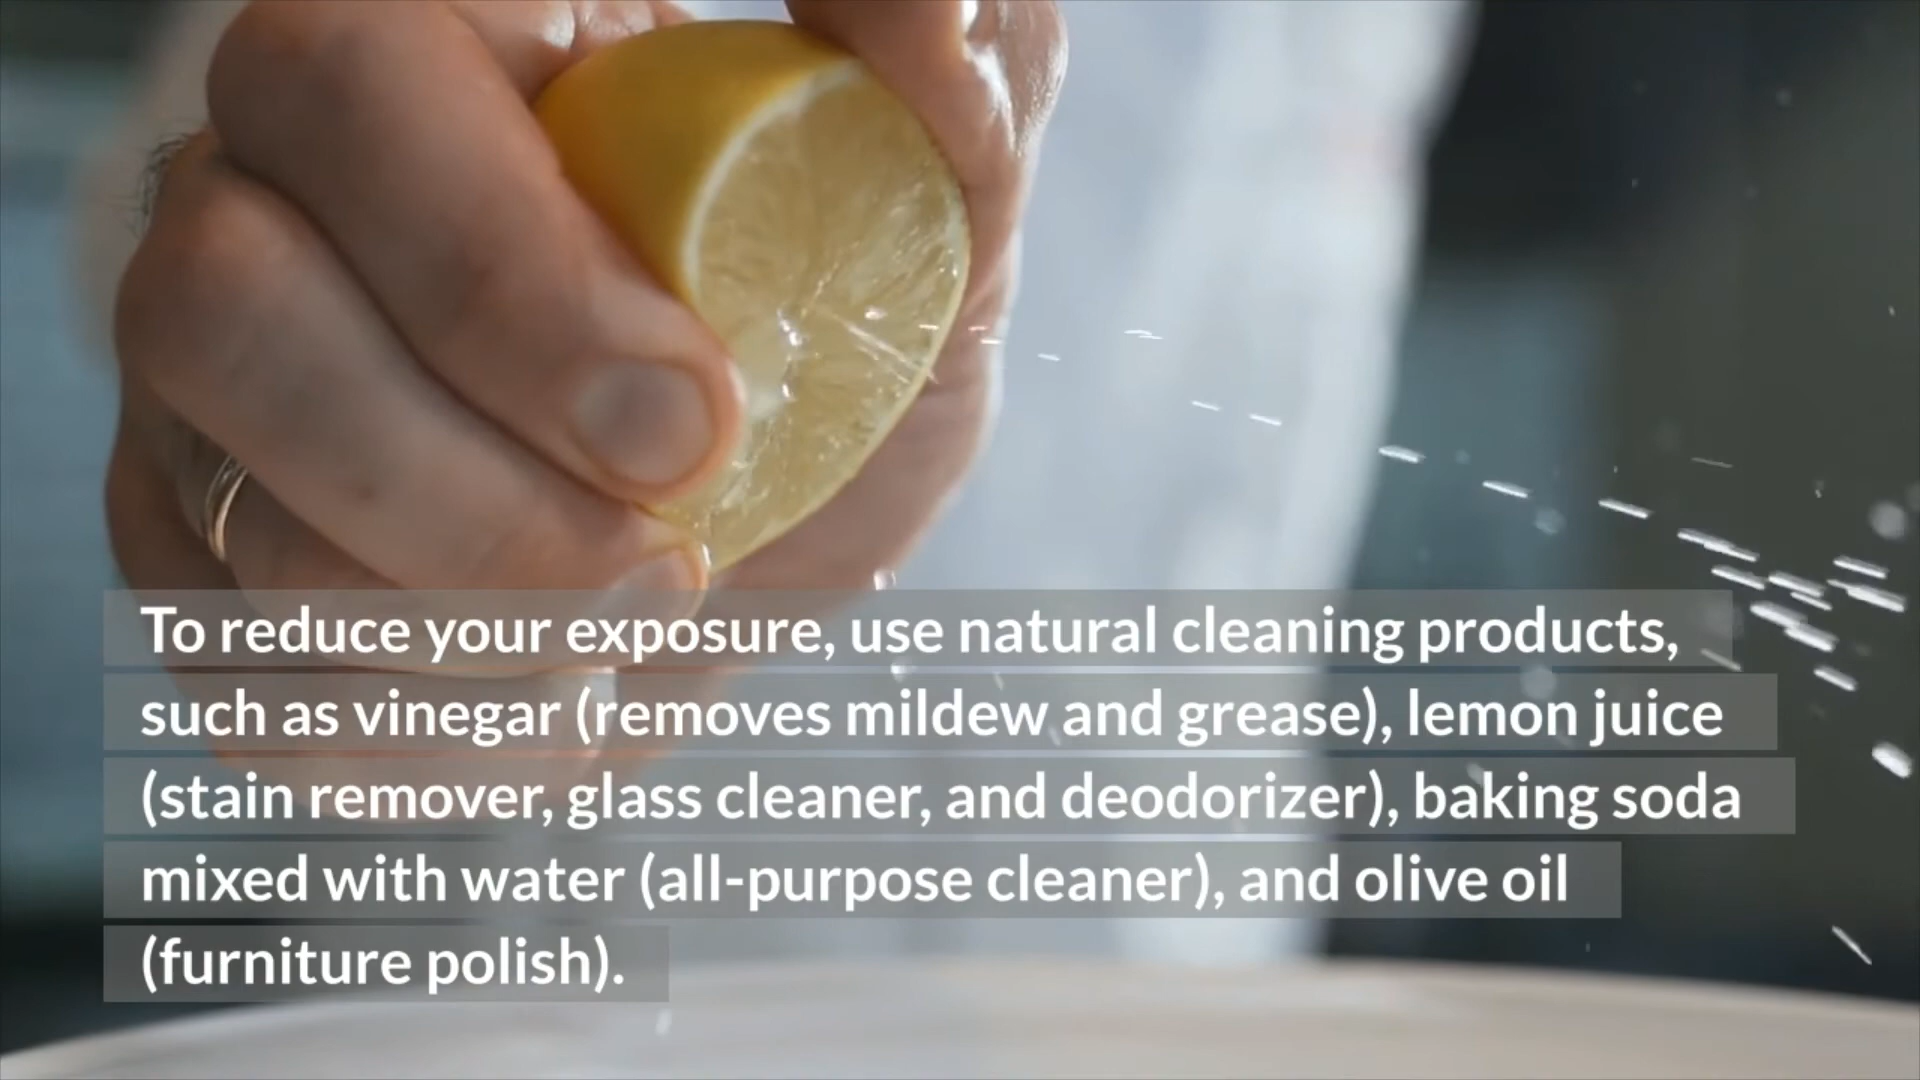 To reduce your exposure, use natural cleaning products,
such as vinegar (removes mildew and grease), lemon juice
(stain remover, glass cleaner, and deodorizer), baking soda
mixed with water (all-purpose cleaner), and olive oil
(furniture polish).